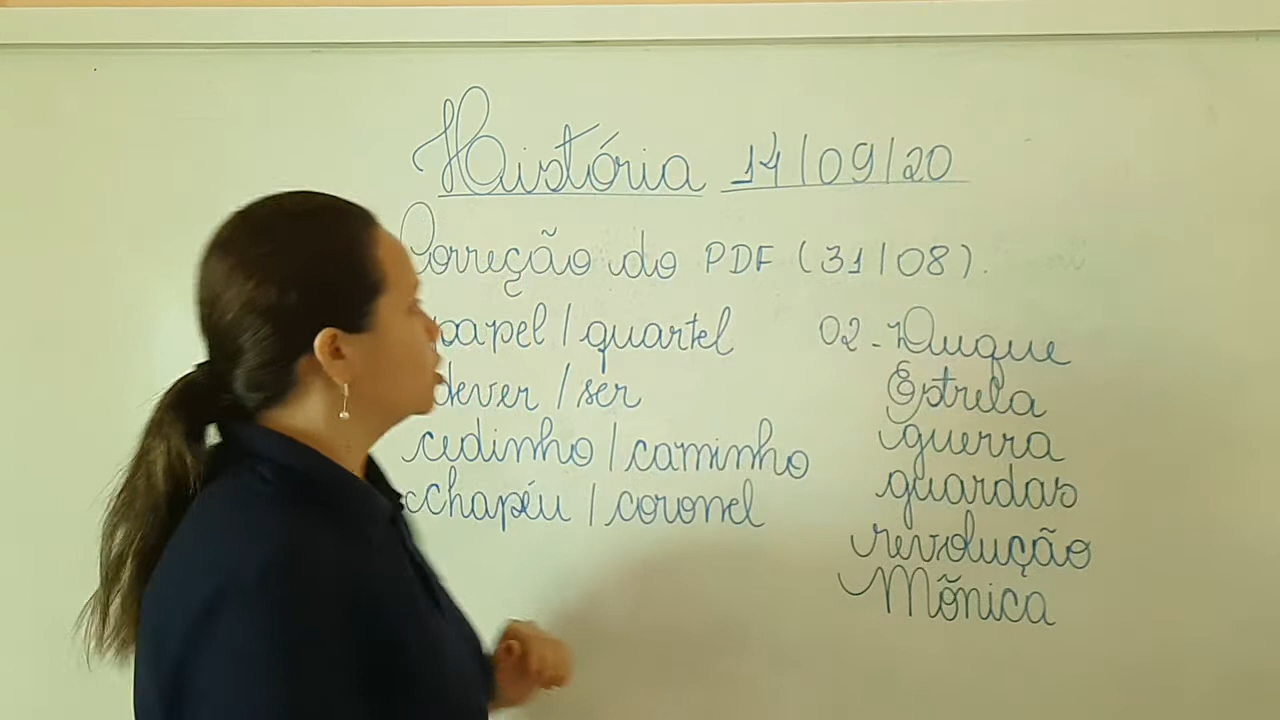 História 14/09/20
Correção do PDF (31/08).
papel / quartel
dever / ser
cedinho / caminho
Chapéu / coronel
02. Duque
Estrela
guerra
guardas
revolução
Mõnica